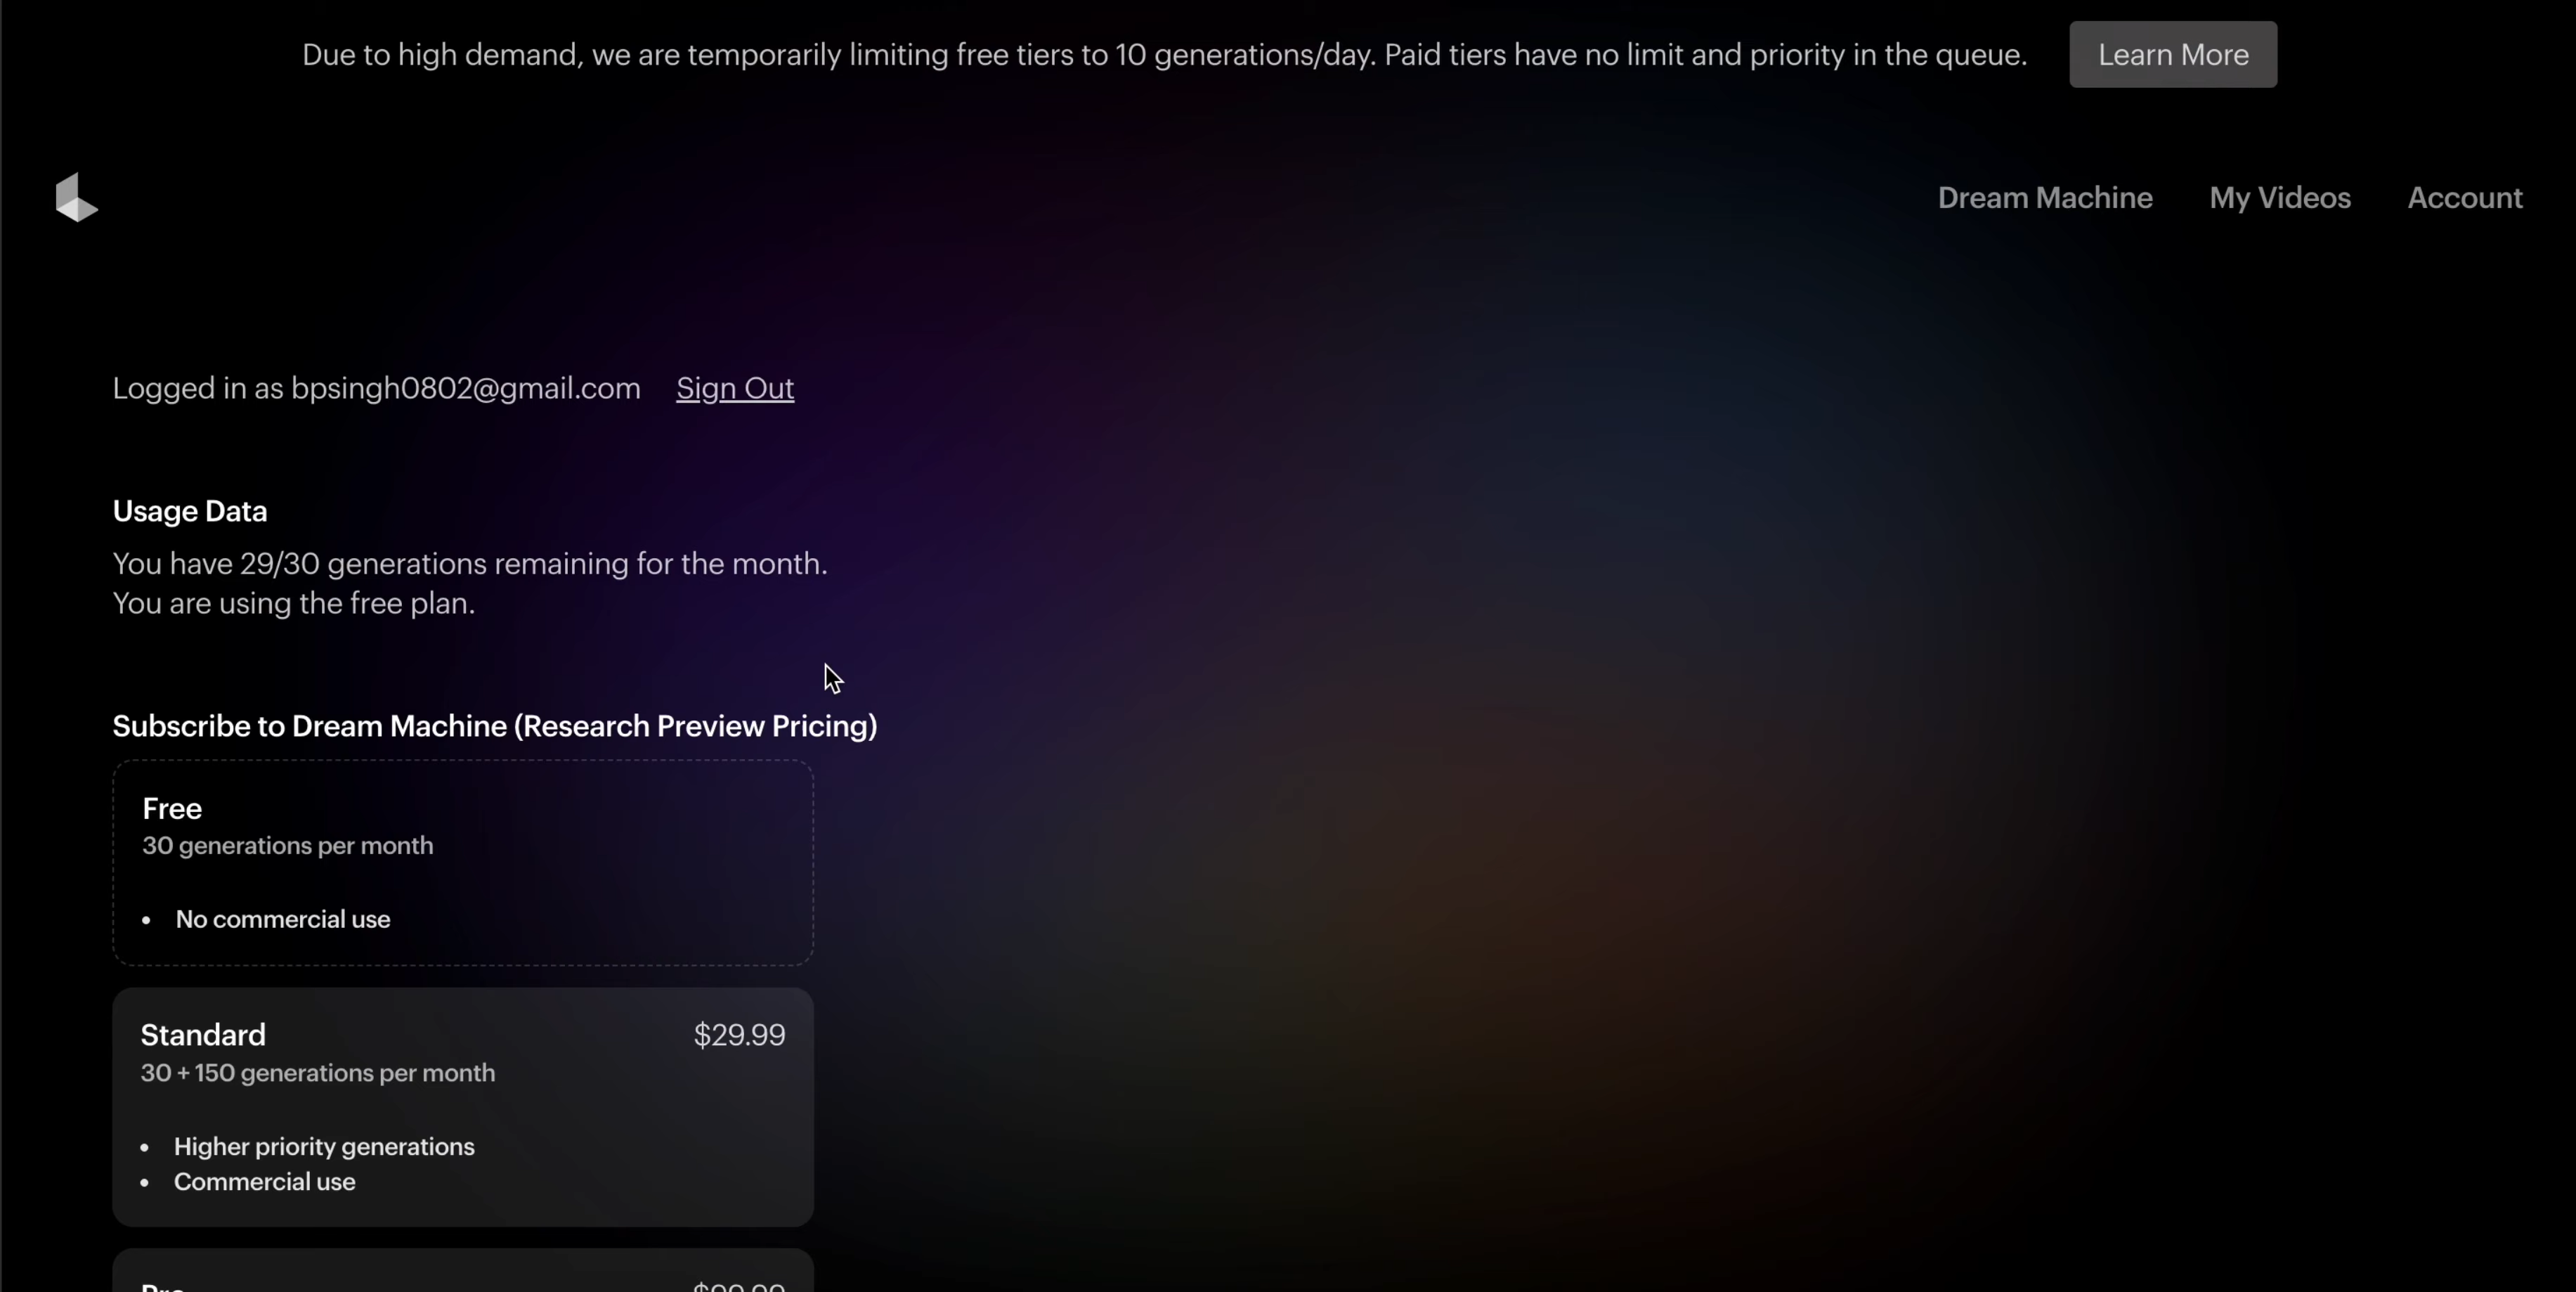 Due to high demand, we are temporarily limiting free tiers to 10 generations/day. Paid tiers have no limit and priority in the queue. Learn More
Dream Machine My Videos Account
Logged in as bpsingh0802@gmail.com Sign Out
Usage Data
You have 29/30 generations remaining for the month.
You are using the free plan.
Subscribe to Dream Machine (Research Preview Pricing)
Free
30 generations per month
• No commercial use
Standard $29.99
30 + 150 generations per month
• Higher priority generations
• Commercial use